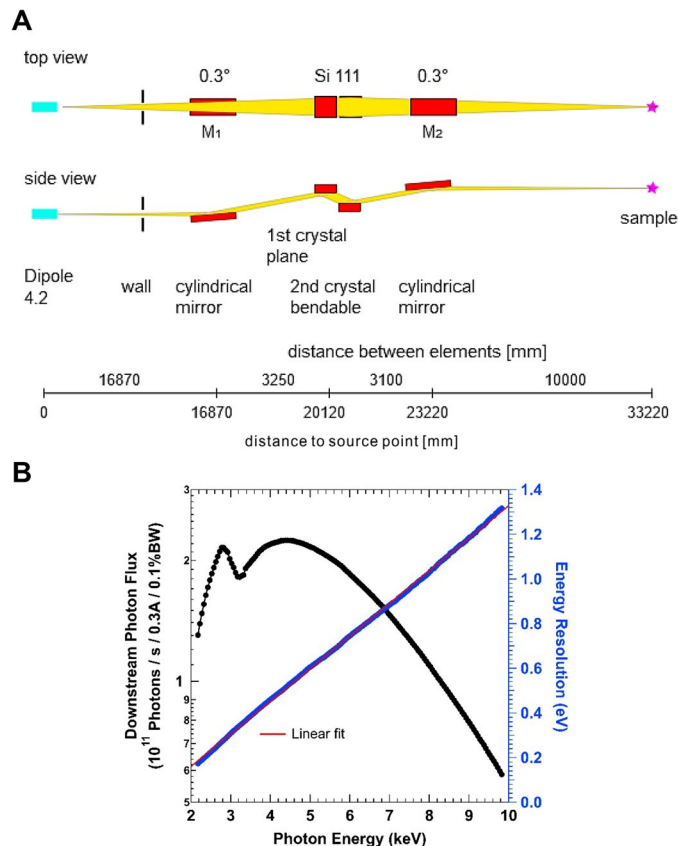 A
top view
0.3° Si 111 0.3°
M₁ M₂
side view
sample
1st crystal
plane
Dipole
4.2
wall
cylindrical
mirror
2nd crystal
bendable
cylindrical
mirror
distance between elements [mm]
16870 3250 3100 10000
0 16870 20120 23220 33220
distance to source point [mm]
B
Downstream Photon Flux
(10¹¹ Photons / s / 0.3A / 0.1%BW)
3
2
1
9
8
7
6
5
1.4
1.2
1.0
0.8
0.6
0.4
0.2
0.0
Energy Resolution (eV)
Linear fit
2 3 4 5 6 7 8 9 10
Photon Energy (keV)